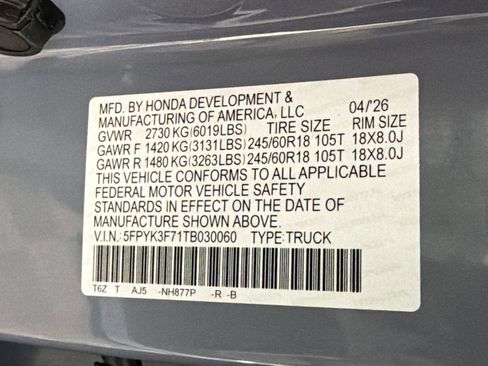 MFD. BY HONDA DEVELOPMENT &
MANUFACTURING OF AMERICA, LLC 04/'26
GVWR 2730 KG(6019LBS) TIRE SIZE RIM SIZE
GAWR F 1420 KG(3131LBS) 245/60R18 105T 18X8.0J
GAWR R 1480 KG(3263LBS) 245/60R18 105T 18X8.0J
THIS VEHICLE CONFORMS TO ALL APPLICABLE
FEDERAL MOTOR VEHICLE SAFETY
STANDARDS IN EFFECT ON THE DATE OF
MANUFACTURE SHOWN ABOVE.
V.I.N.: 5FPYK3F71TB030060 TYPE: TRUCK
T6Z T AJ5 -NH877P -R -B